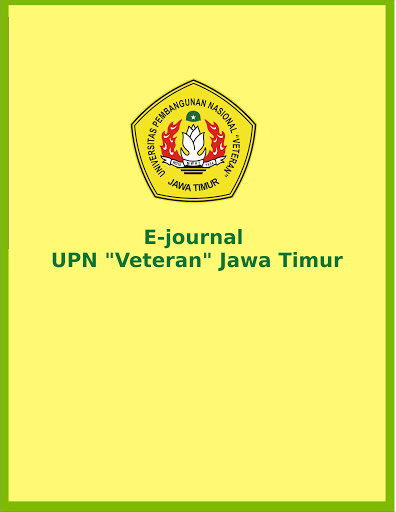 UNIVERSITAS PEMBANGUNAN NASIONAL "VETERAN"
JAWA TIMUR
E-journal
UPN "Veteran" Jawa Timur